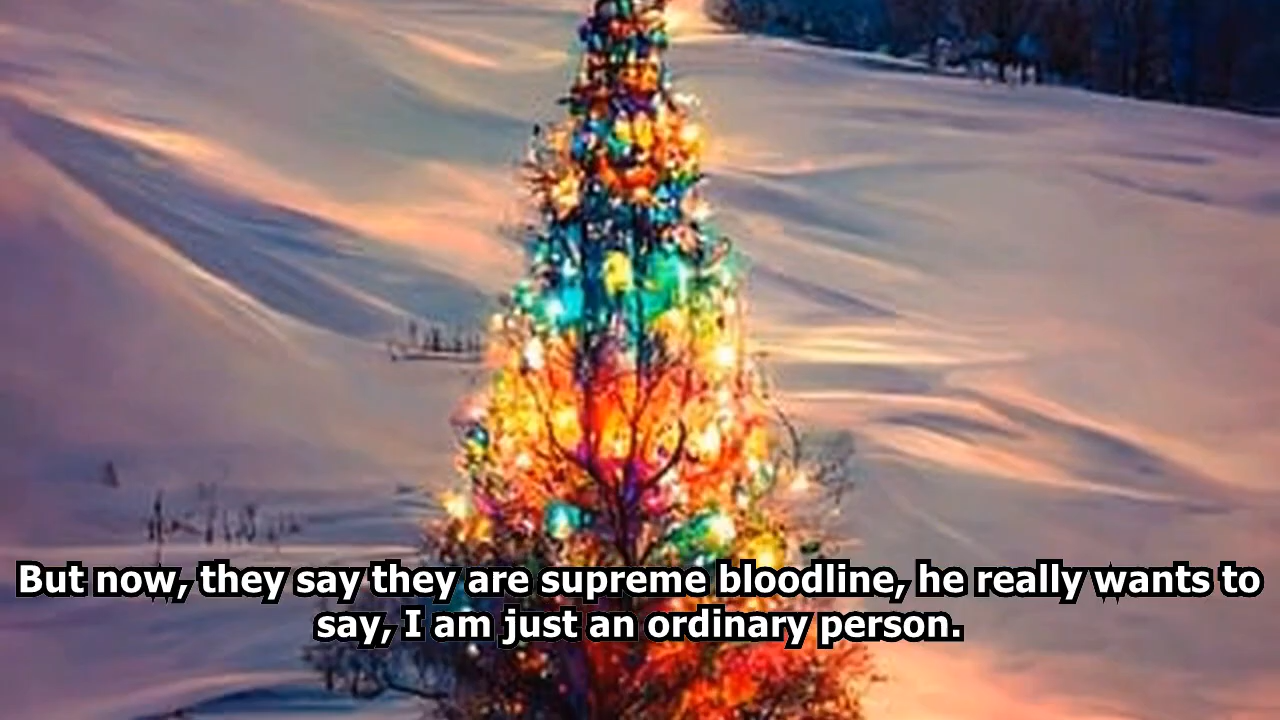 But now, they say they are supreme bloodline, he really wants to
say, I am just an ordinary person.